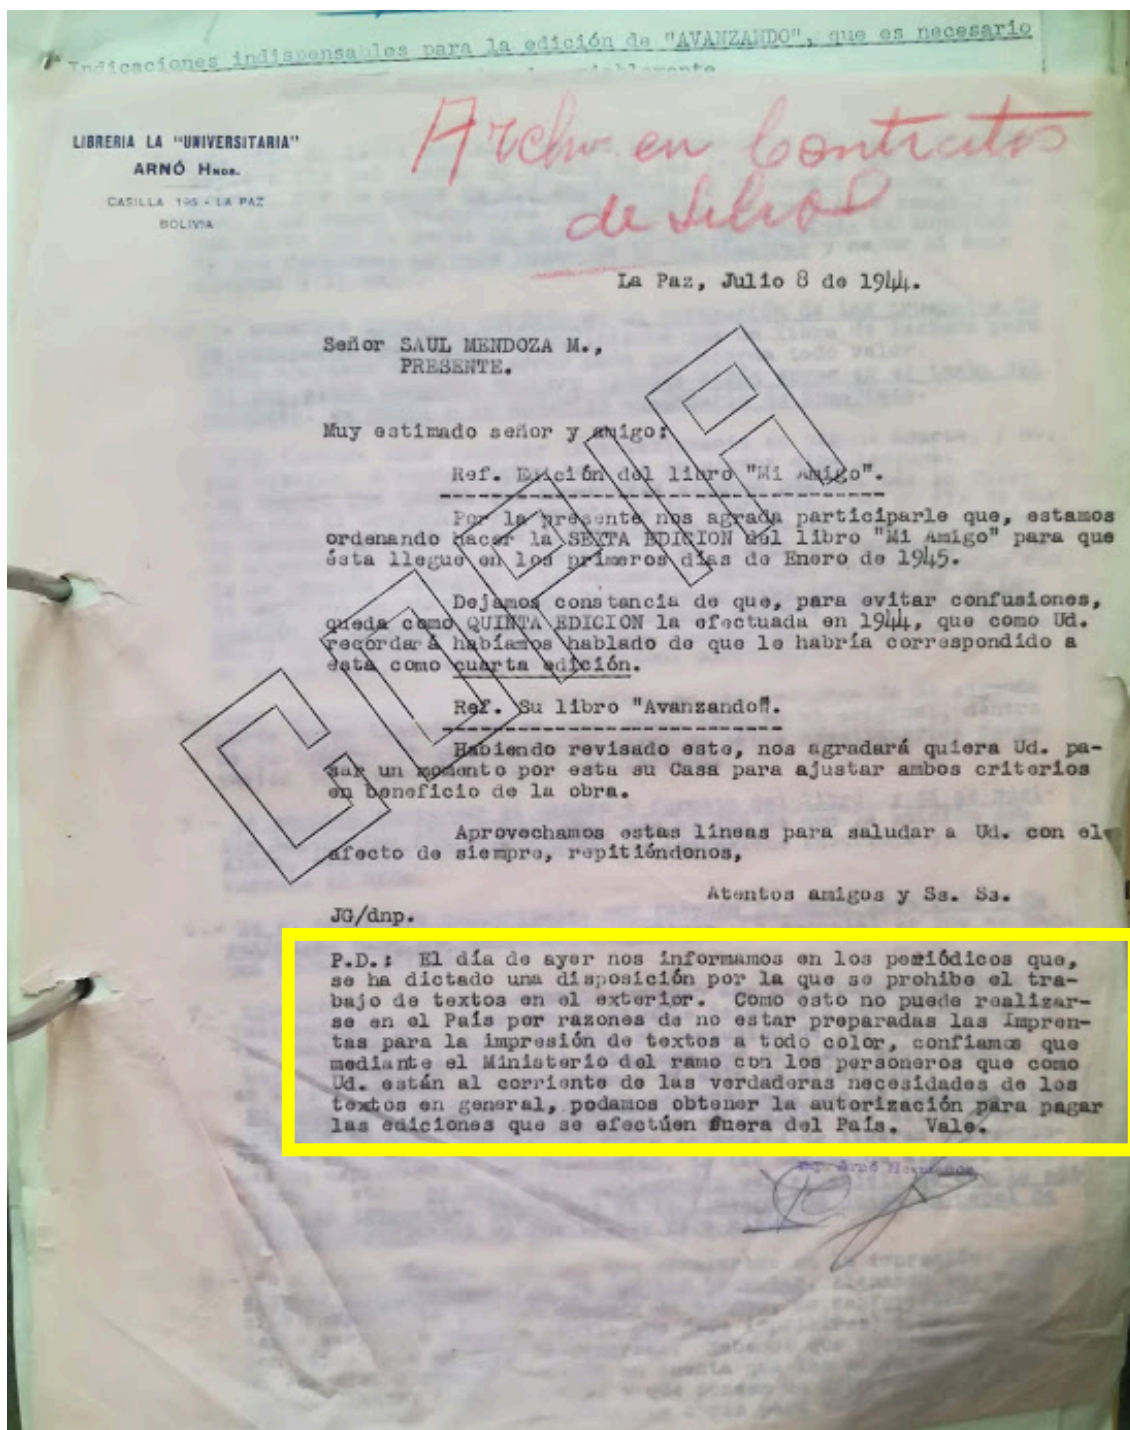 Indicaciones indispensables para la edición de "AVANZANDO", que es necesario
LIBRERIA LA "UNIVERSITARIA"
ARNÓ HNOS.
CASILLA 195 - LA PAZ
BOLIVIA
en Contratos
de Libros
La Paz, Julio 8 de 1944.
Señor SAUL MENDOZA M.,
PRESENTE.
Muy estimado señor y amigo:
Ref. Edición del libro "Mi Amigo".
Por la presente nos agrada participarle que, estamos
ordenando hacer la SEXTA EDICION del libro "Mi Amigo" para que
ésta llegue en los primeros días de Enero de 1945.
Dejamos constancia de que, para evitar confusiones,
queda como QUINTA EDICION la efectuada en 1944, que como Ud.
recordará habíamos hablado de que le habría correspondido a
ésta como cuarta edición.
Ref. Su libro "Avanzando".
Habiendo revisado este, nos agradará quiera Ud. pa-
sar un momento por esta su Casa para ajustar ambos criterios
en beneficio de la obra.
Aprovechamos estas líneas para saludar a Ud. con el
afecto de siempre, repitiéndonos,
Atentos amigos y Ss. Ss.
JG/dnp.
P.D.: El día de ayer nos informamos en los periódicos que,
se ha dictado una disposición por la que se prohibe el tra-
bajo de textos en el exterior. Como esto no puede realizar-
se en el País por razones de no estar preparadas las Impren-
tas para la impresión de textos a todo color, confiamos que
mediante el Ministerio del ramo con los personeros que como
Ud. están al corriente de las verdaderas necesidades de los
textos en general, podamos obtener la autorización para pagar
las ediciones que se efectúen fuera del País. Vale.
Arnó Hermanos
COPIA